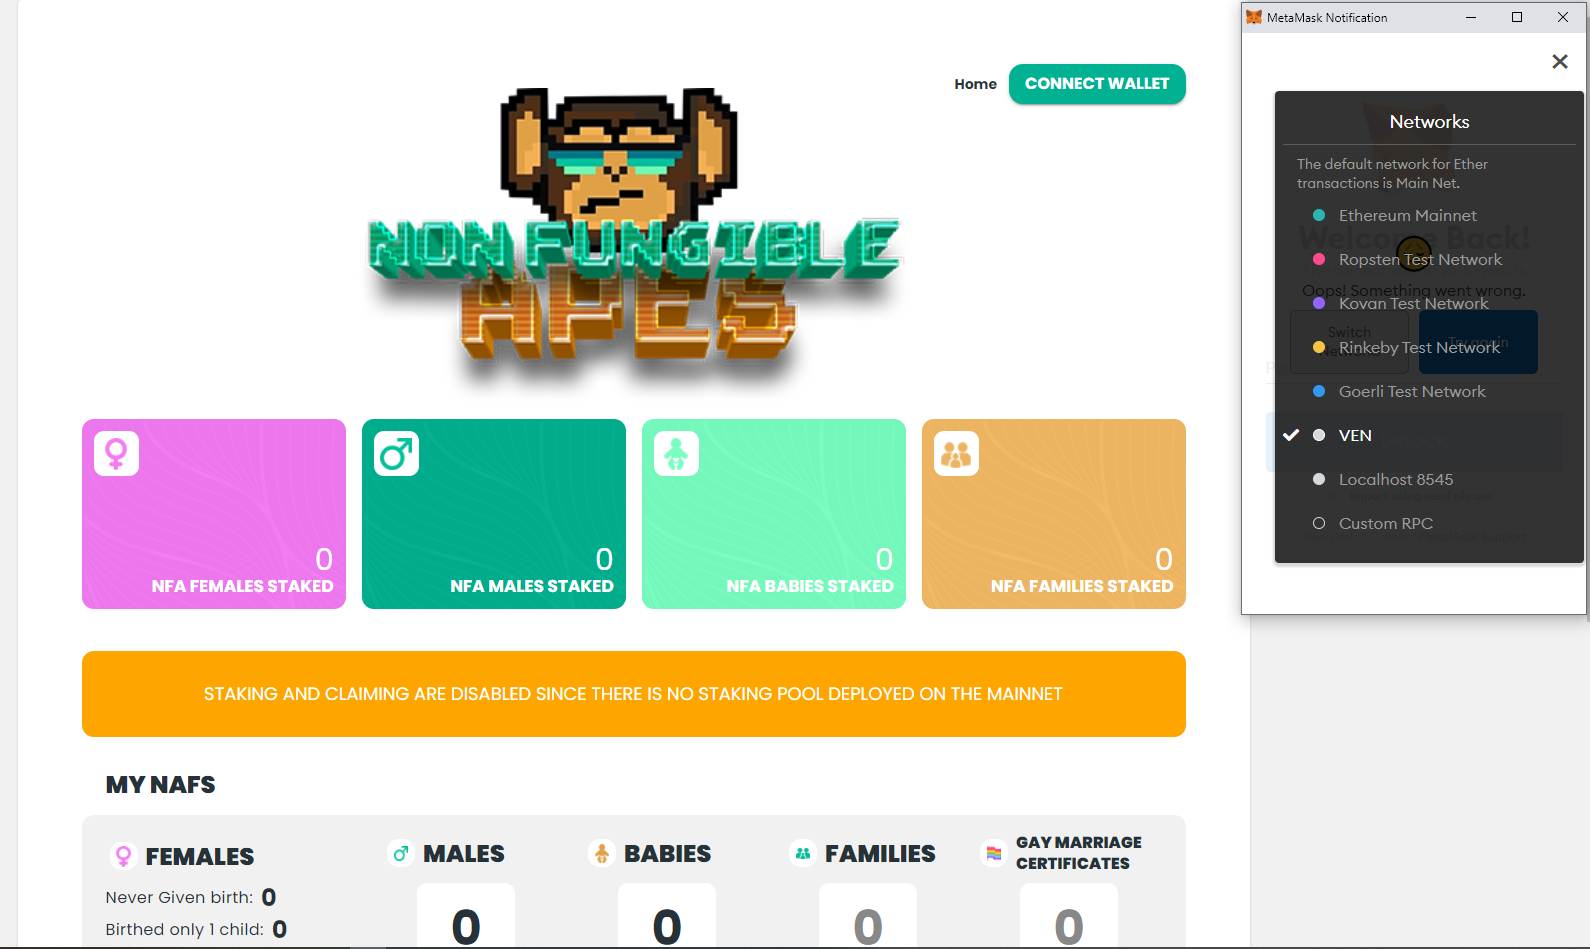 MetaMask Notification
Home
CONNECT WALLET
NON FUNGIBLE
APES
Networks
The default network for Ether
transactions is Main Net.
Ethereum Mainnet
Welcome Back!
Ropsten Test Network
Oops! Something went wrong.
Kovan Test Network
Switch
Try again
Rinkeby Test Network
Goerli Test Network
VEN
Localhost 8545
Custom RPC
0
NFA FEMALES STAKED
0
NFA MALES STAKED
0
NFA BABIES STAKED
0
NFA FAMILIES STAKED
STAKING AND CLAIMING ARE DISABLED SINCE THERE IS NO STAKING POOL DEPLOYED ON THE MAINNET
MY NAFS
FEMALES
Never Given birth: 0
Birthed only 1 child: 0
MALES
0
BABIES
0
FAMILIES
0
GAY MARRIAGE
CERTIFICATES
0